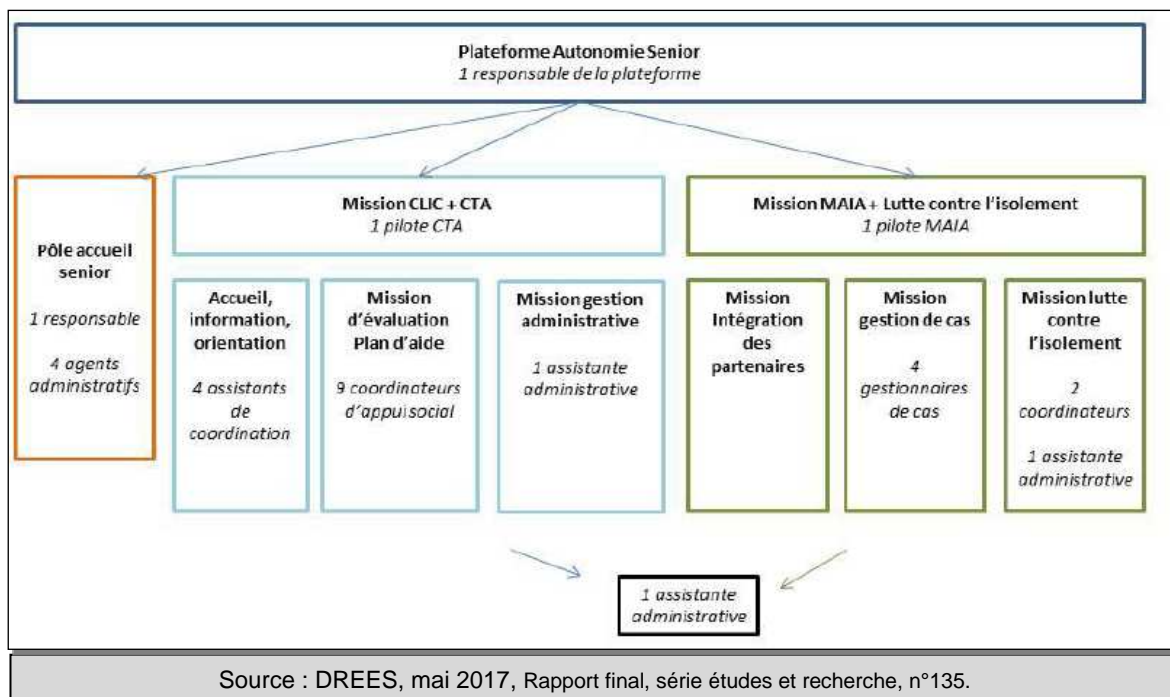 Plateforme Autonomie Senior
1 responsable de la plateforme
Pôle accueil
senior
1 responsable
4 agents
administratifs
Mission CLIC + CTA
1 pilote CTA
Accueil,
information,
orientation
4 assistants
de
coordination
Mission
d'évaluation
Plan d'aide
9 coordinateurs
d'appui social
Mission gestion
administrative
1 assistante
administrative
Mission MAIA + Lutte contre l'isolement
1 pilote MAIA
Mission
Intégration
des
partenaires
Mission
gestion de cas
4
gestionnaires
de cas
Mission lutte
contre
l'isolement
2
coordinateurs
1 assistante
administrative
1 assistante
administrative
Source : DREES, mai 2017, Rapport final, série études et recherche, n°135.